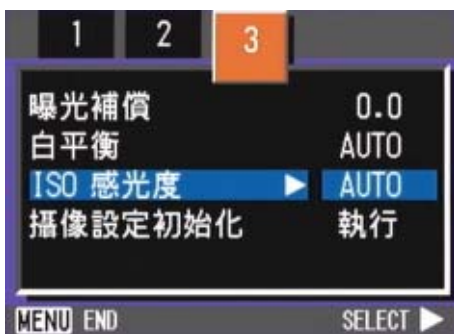 1 2 3
曝光補償 0.0
白平衡 AUTO
ISO 感光度 ▶ AUTO
攝像設定初始化 執行
MENU END SELECT ▶